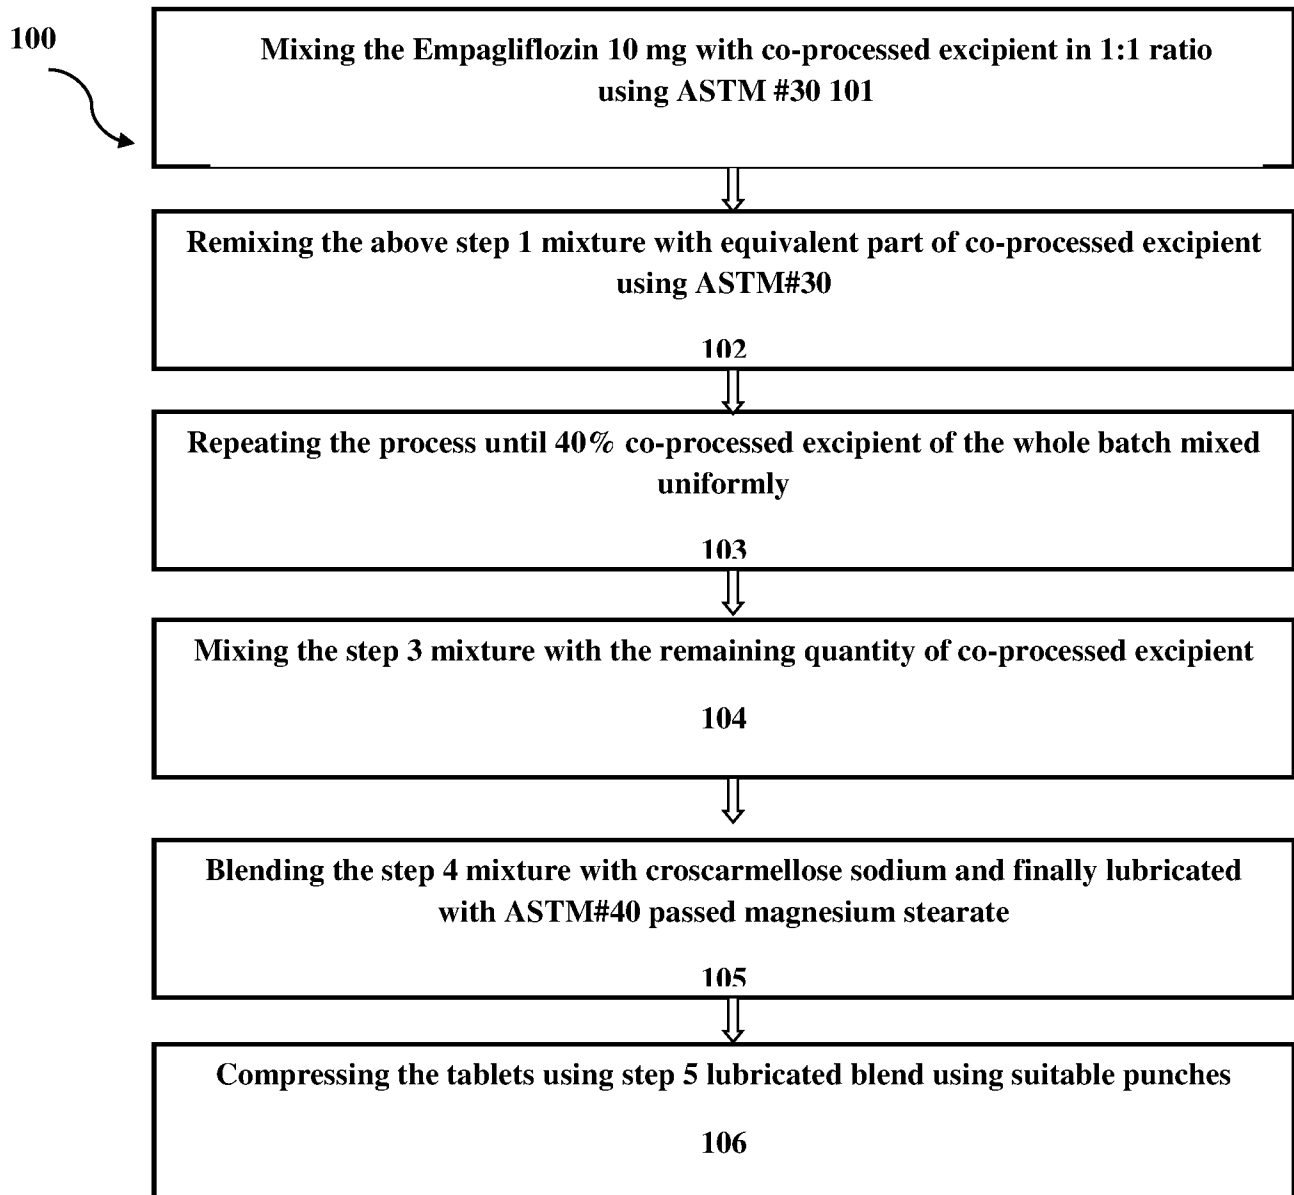 100
Mixing the Empagliflozin 10 mg with co-processed excipient in 1:1 ratio
using ASTM #30 101
Remixing the above step 1 mixture with equivalent part of co-processed excipient
using ASTM#30
102
Repeating the process until 40% co-processed excipient of the whole batch mixed
uniformly
103
Mixing the step 3 mixture with the remaining quantity of co-processed excipient
104
Blending the step 4 mixture with croscarmellose sodium and finally lubricated
with ASTM#40 passed magnesium stearate
105
Compressing the tablets using step 5 lubricated blend using suitable punches
106